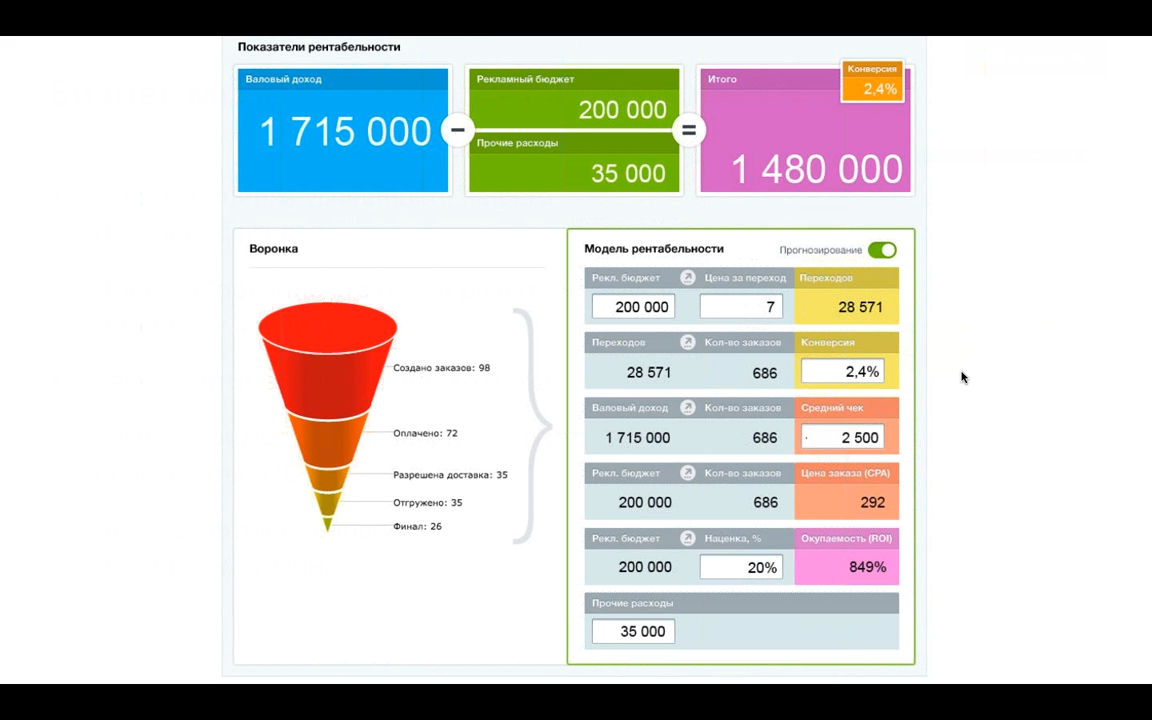 Показатели рентабельности
Валовый доход
1 715 000
−
Рекламный бюджет
200 000
Прочие расходы
35 000
=
Итого
Конверсия
2,4%
1 480 000
Воронка
Создано заказов: 98
Оплачено: 72
Разрешена доставка: 35
Отгружено: 35
Финал: 26
Модель рентабельности Прогнозирование
Рекл. бюджет Цена за переход Переходов
200 000 7 28 571
Переходов Кол-во заказов Конверсия
28 571 686 2,4%
Валовый доход Кол-во заказов Средний чек
1 715 000 686 2 500
Рекл. бюджет Кол-во заказов Цена заказа (CPA)
200 000 686 292
Рекл. бюджет Наценка, % Окупаемость (ROI)
200 000 20% 849%
Прочие расходы
35 000